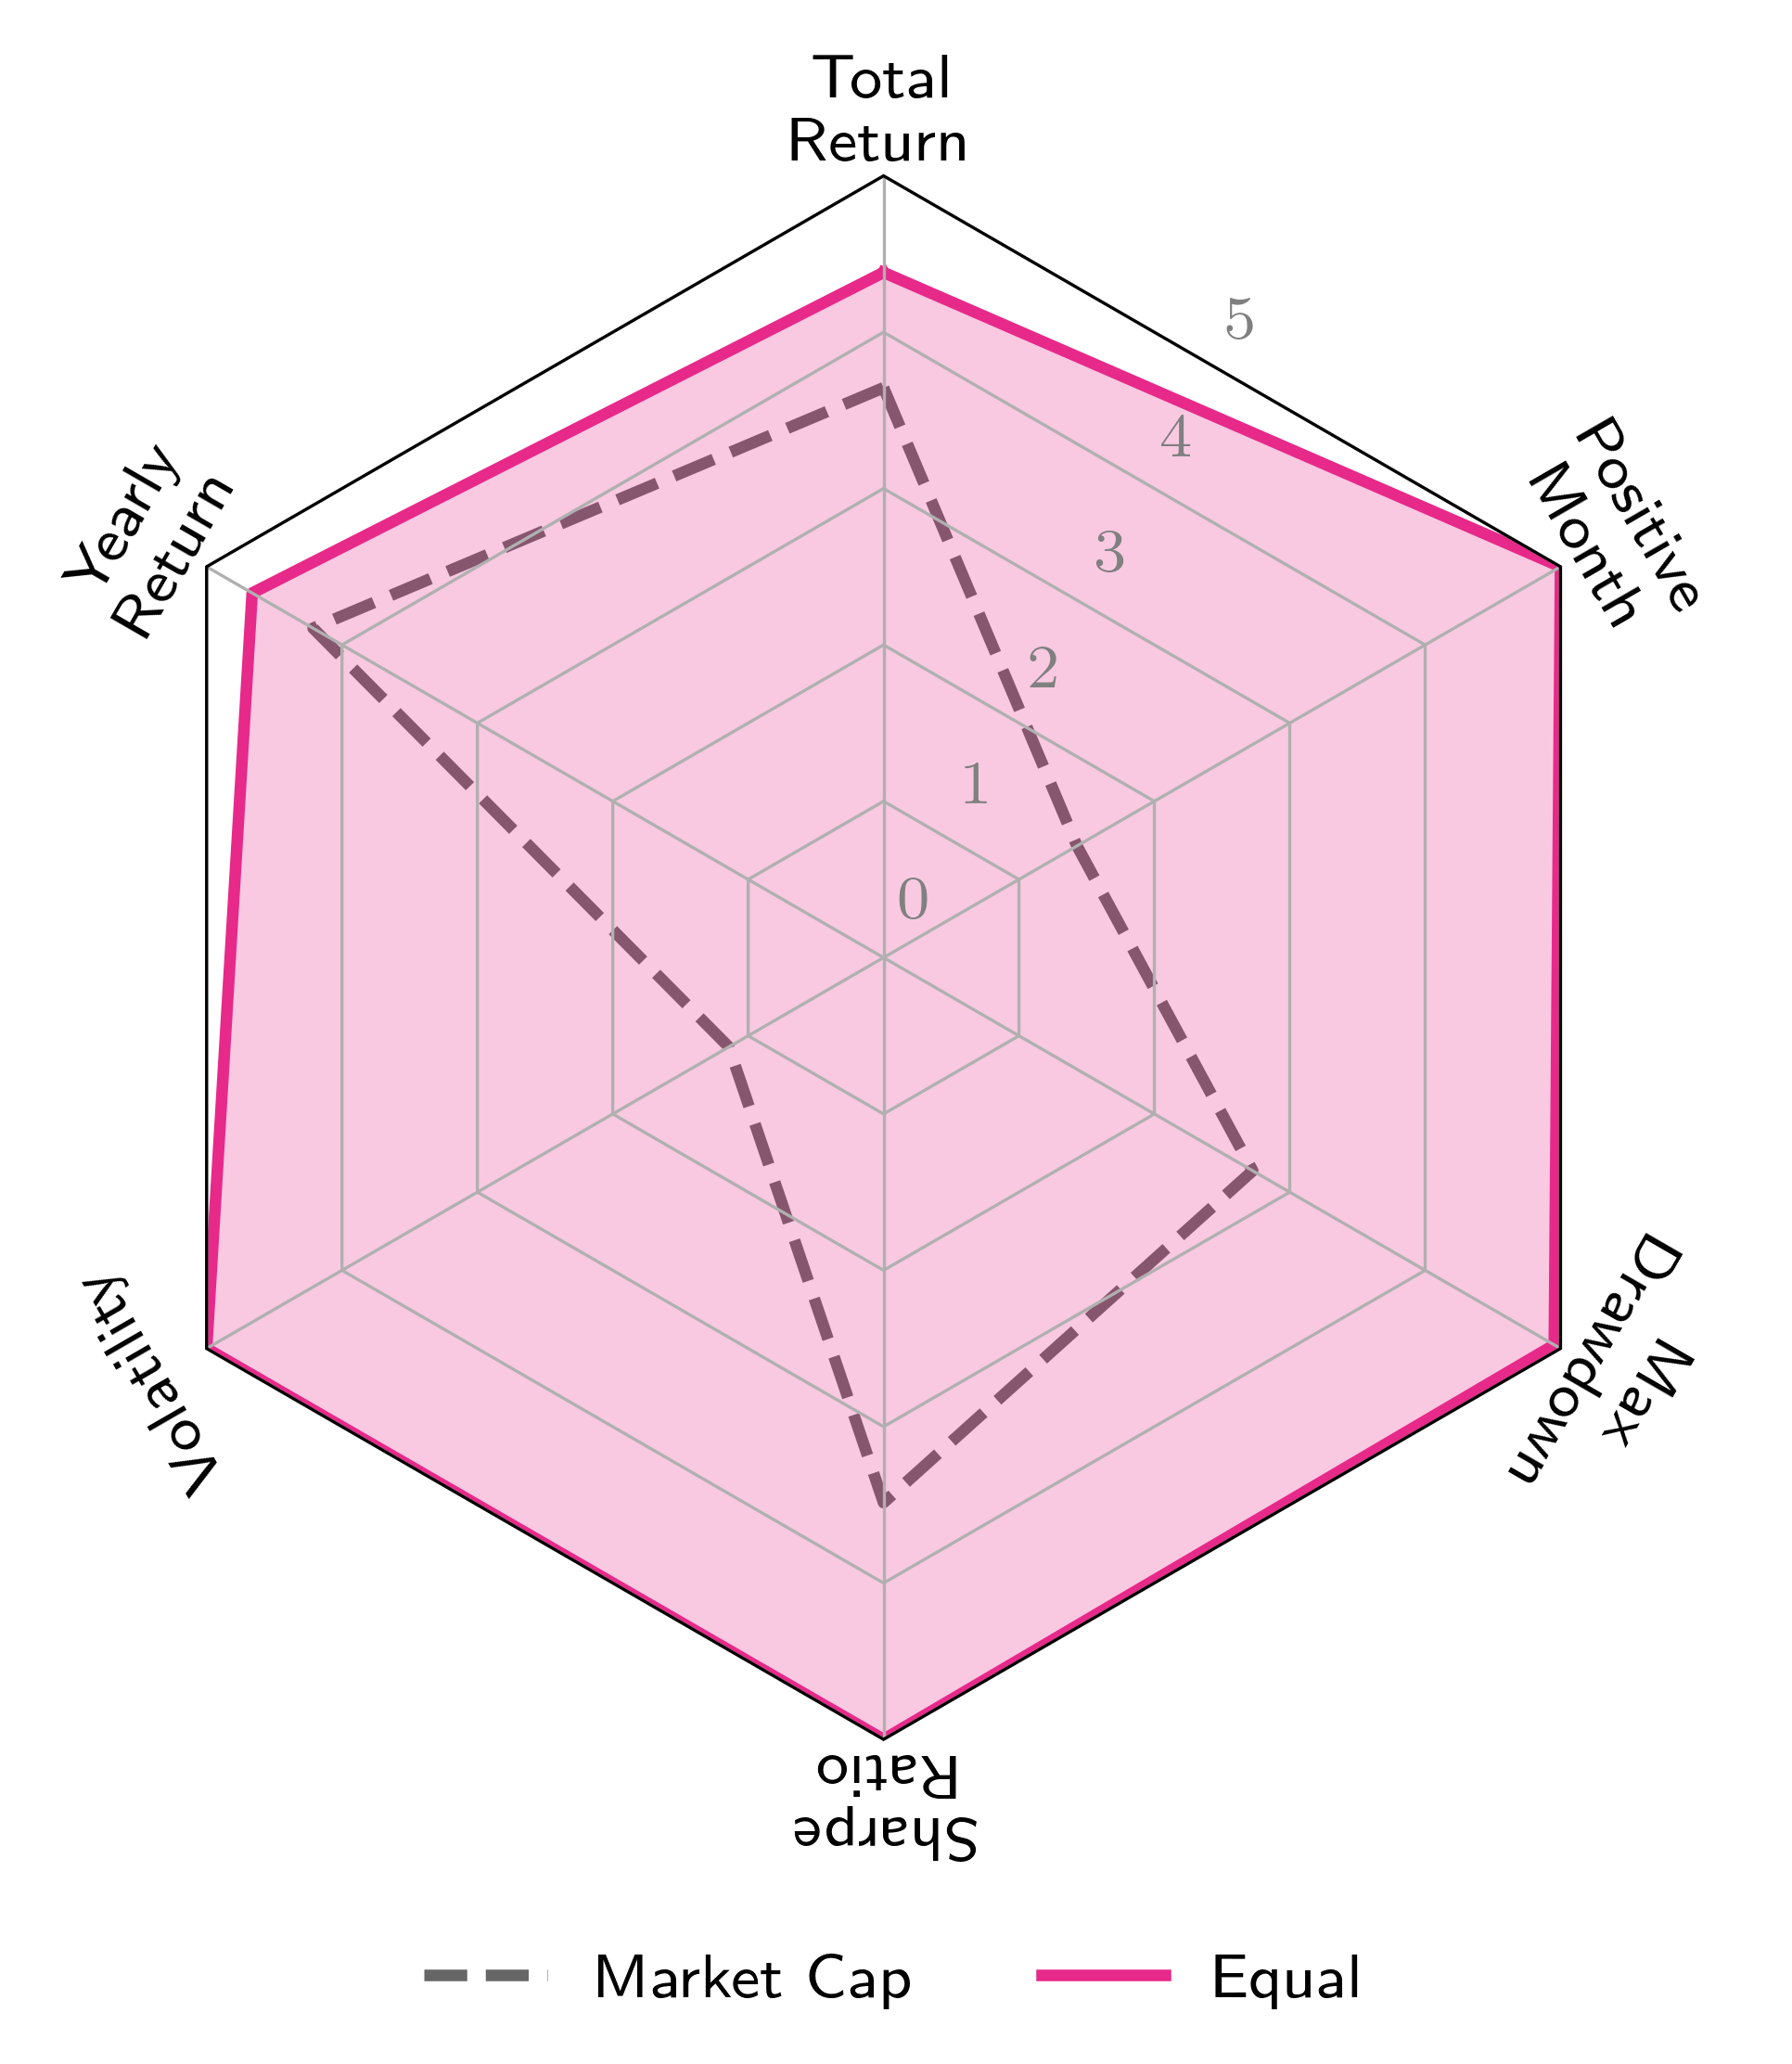 Total
Return
5
Positive
Month
4
Yearly
Return
3
2
1
0
Max
Drawdown
Volatility
Sharpe
Ratio
Market Cap
Equal